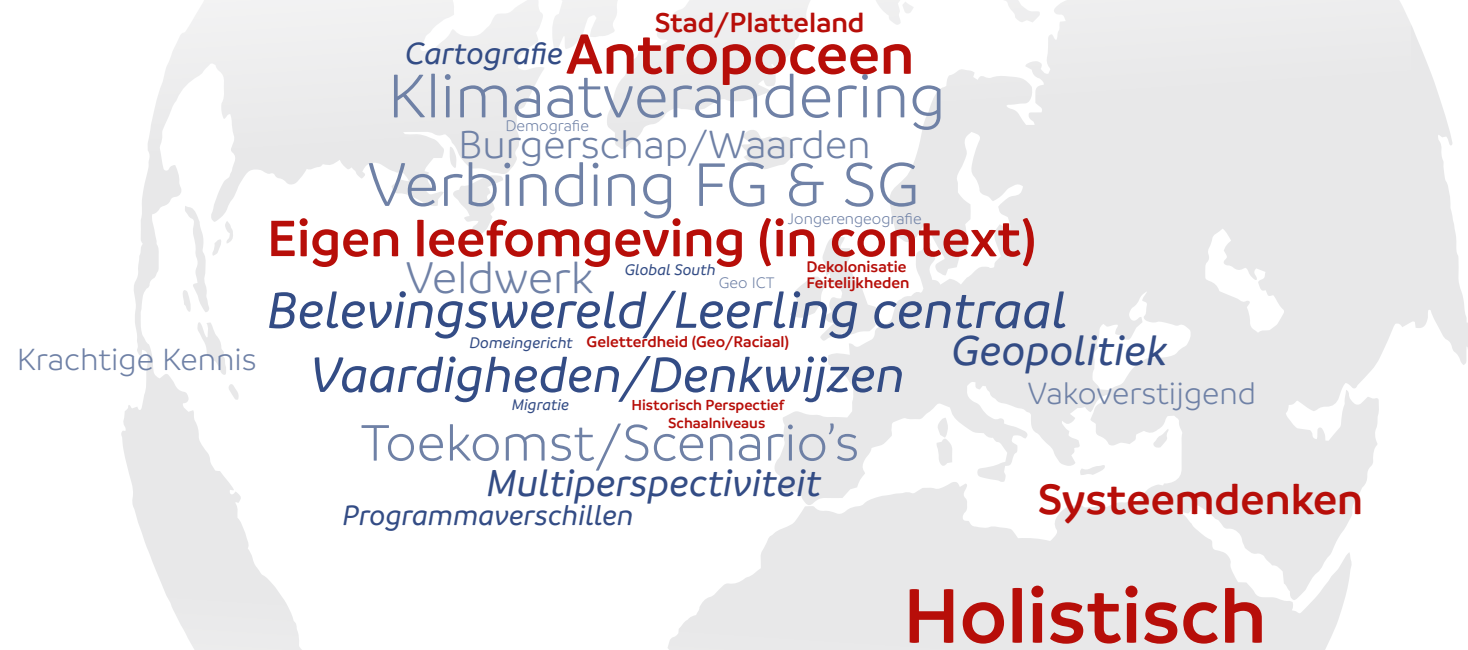 Stad/Platteland
Cartografie
Antropoceen
Klimaatverandering
Demografie
Burgerschap/Waarden
Verbinding FG & SG
Jongerengeografie
Eigen leefomgeving (in context)
Veldwerk
Global South
Geo ICT
Dekolonisatie
Feitelijkheden
Belevingswereld/Leerling centraal
Domeingericht
Geletterdheid (Geo/Raciaal)
Geopolitiek
Krachtige Kennis
Vaardigheden/Denkwijzen
Vakoverstijgend
Migratie
Historisch Perspectief
Schaalniveaus
Toekomst/Scenario’s
Multiperspectiviteit
Systeemdenken
Programmaverschillen
Holistisch